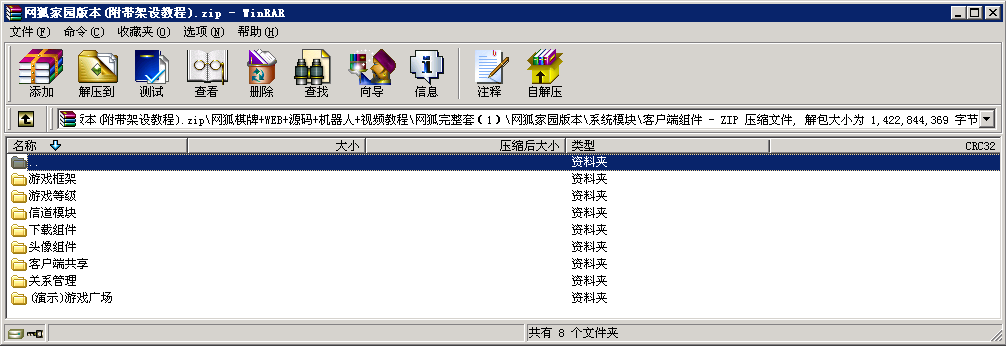 网狐家园版本(附带架设教程).zip - WinRAR
文件(F) 命令(C) 收藏夹(O) 选项(N) 帮助(H)
添加 解压到 测试 查看 删除 查找 向导 信息 注释 自解压
本(附带架设教程).zip\网狐棋牌+WEB+源码+机器人+视频教程\网狐完整套(1)\网狐家园版本\系统模块\客户端组件 - ZIP 压缩文件, 解包大小为 1,422,844,369 字节
名称 大小 压缩后大小 类型 CRC32
.. 资料夹
游戏框架 资料夹
游戏等级 资料夹
信道模块 资料夹
下载组件 资料夹
头像组件 资料夹
客户端共享 资料夹
关系管理 资料夹
(演示)游戏广场 资料夹
共有 8 个文件夹